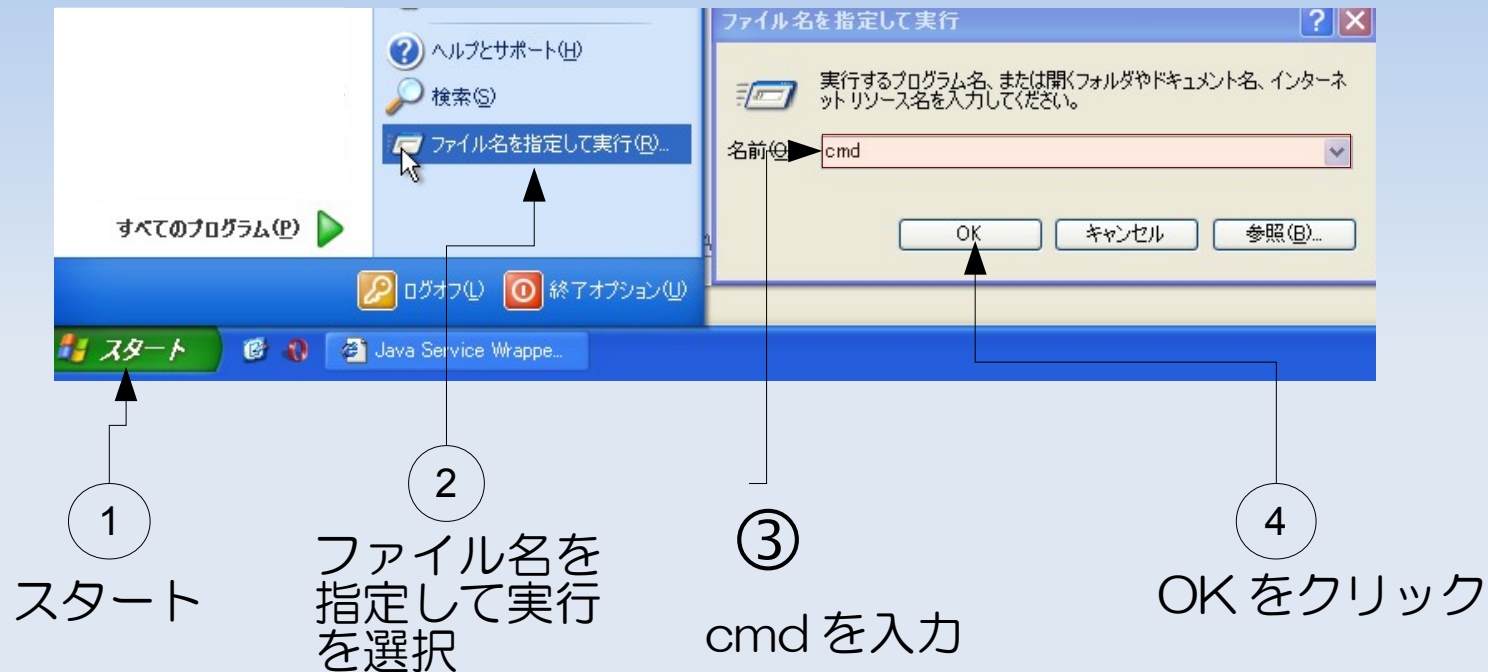 ヘルプとサポート(H)
検索(S)
ファイル名を指定して実行(R)...
すべてのプログラム(P)
ログオフ(L)
終了オプション(U)
スタート
Java Service Wrappe...
ファイル名を指定して実行
実行するプログラム名、または開くフォルダやドキュメント名、インターネ
ット リソース名を入力してください。
名前(O
cmd
OK
キャンセル
参照(B)...
1
スタート
2
ファイル名を
指定して実行
を選択
③
cmd を入力
4
OK をクリック